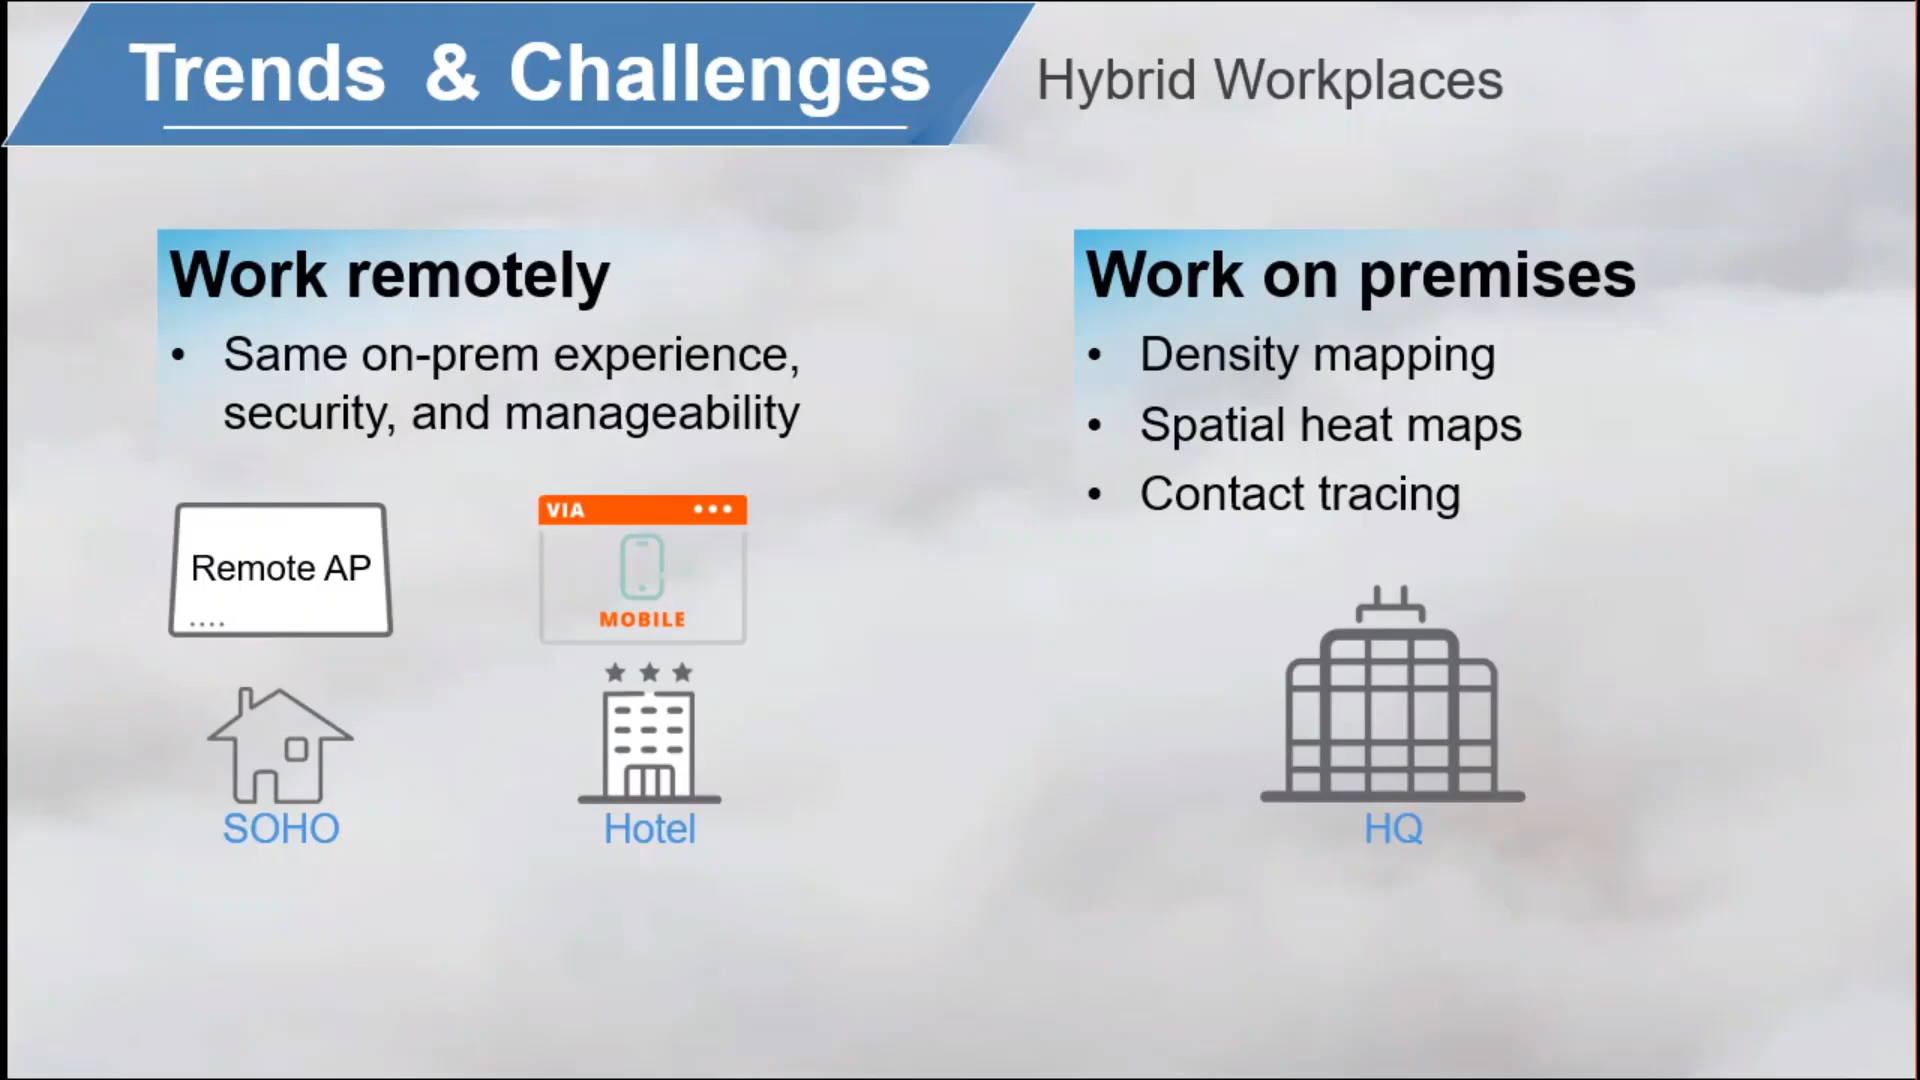 Trends & Challenges
Hybrid Workplaces
Work remotely
• Same on-prem experience,
security, and manageability
Remote AP
VIA
MOBILE
SOHO
Hotel
Work on premises
• Density mapping
• Spatial heat maps
• Contact tracing
HQ